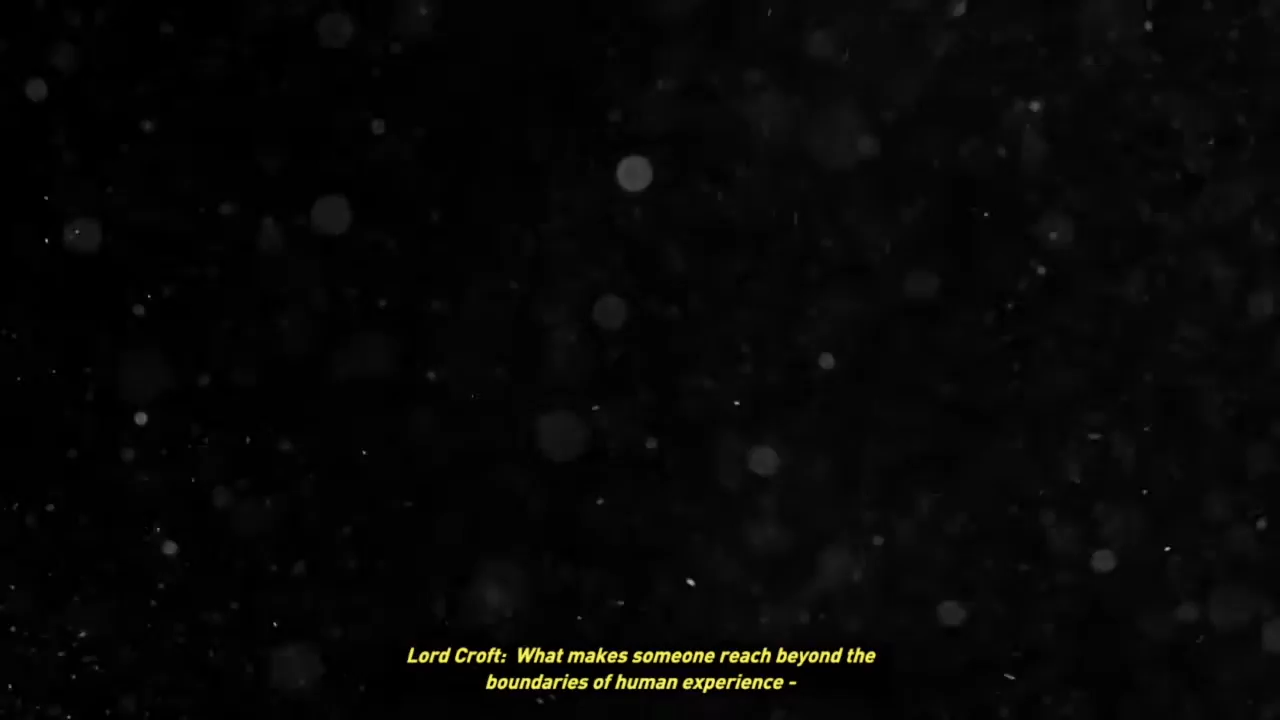 Lord Croft:  What makes someone reach beyond the
boundaries of human experience -